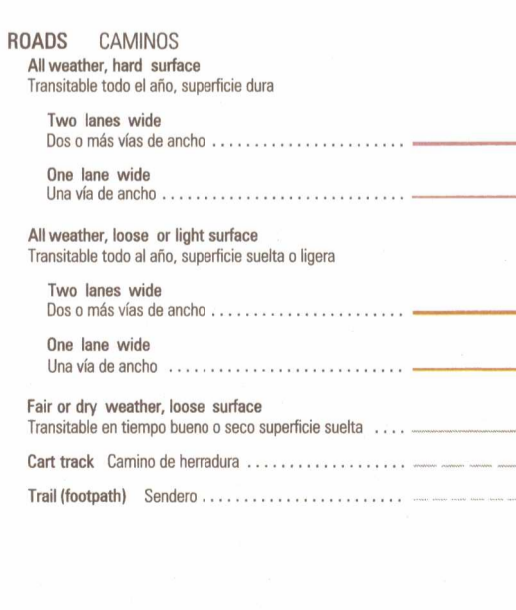 ROADS CAMINOS
All weather, hard surface
Transitable todo el año, superficie dura
Two lanes wide
Dos o más vías de ancho ........................
One lane wide
Una vía de ancho .............................
All weather, loose or light surface
Transitable todo al año, superficie suelta o ligera
Two lanes wide
Dos o más vías de ancho ........................
One lane wide
Una vía de ancho ............................
Fair or dry weather, loose surface
Transitable en tiempo bueno o seco superficie suelta ....
Cart track Camino de herradura ...................
Trail (footpath) Sendero ........................